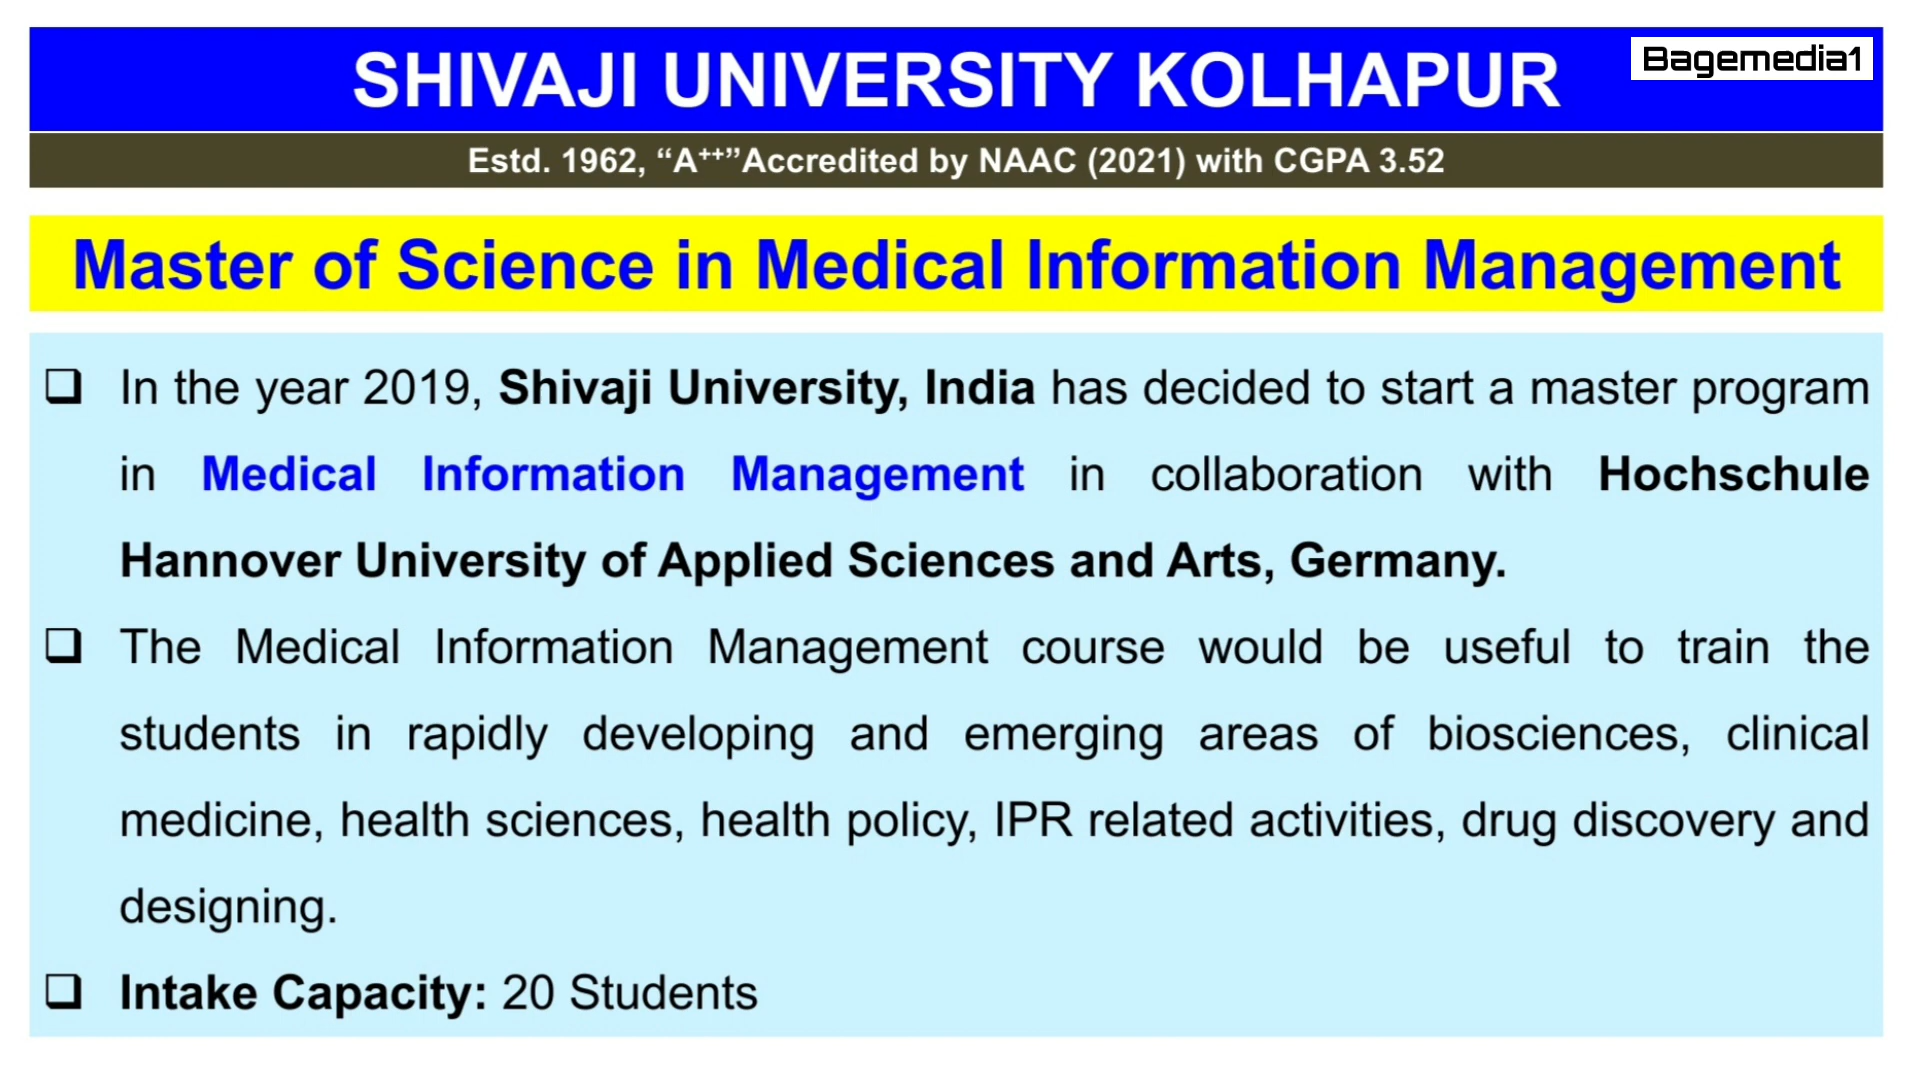 SHIVAJI UNIVERSITY KOLHAPUR
Bagemedia1
Estd. 1962, “A⁺⁺”Accredited by NAAC (2021) with CGPA 3.52
Master of Science in Medical Information Management
❑ In the year 2019, Shivaji University, India has decided to start a master program
in Medical Information Management in collaboration with Hochschule
Hannover University of Applied Sciences and Arts, Germany.
❑ The Medical Information Management course would be useful to train the
students in rapidly developing and emerging areas of biosciences, clinical
medicine, health sciences, health policy, IPR related activities, drug discovery and
designing.
❑ Intake Capacity: 20 Students